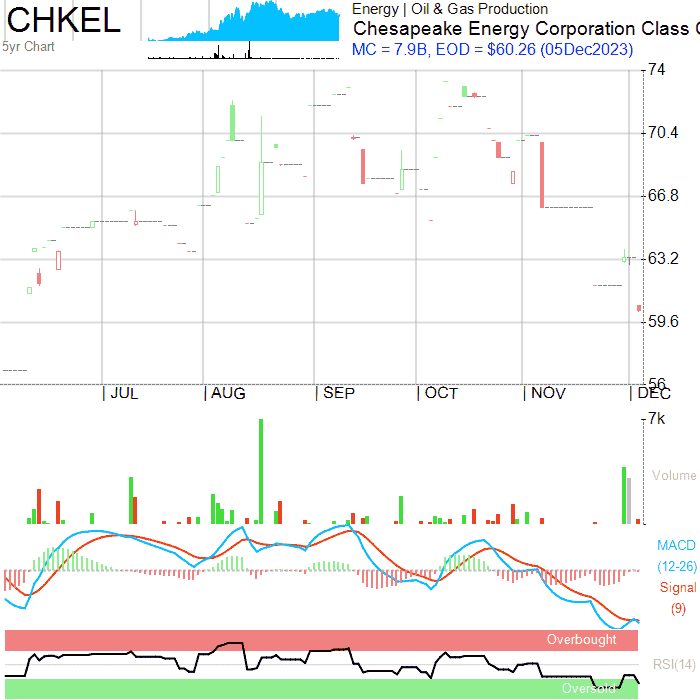 CHKEL
5yr Chart
Energy | Oil & Gas Production
Chesapeake Energy Corporation Class
MC = 7.9B, EOD = $60.26 (05Dec2023)
74
70.4
66.8
63.2
59.6
56
JUL AUG SEP OCT NOV DEC
7k
Volume
MACD
(12-26)
Signal
(9)
Overbought
RSI(14)
Oversold